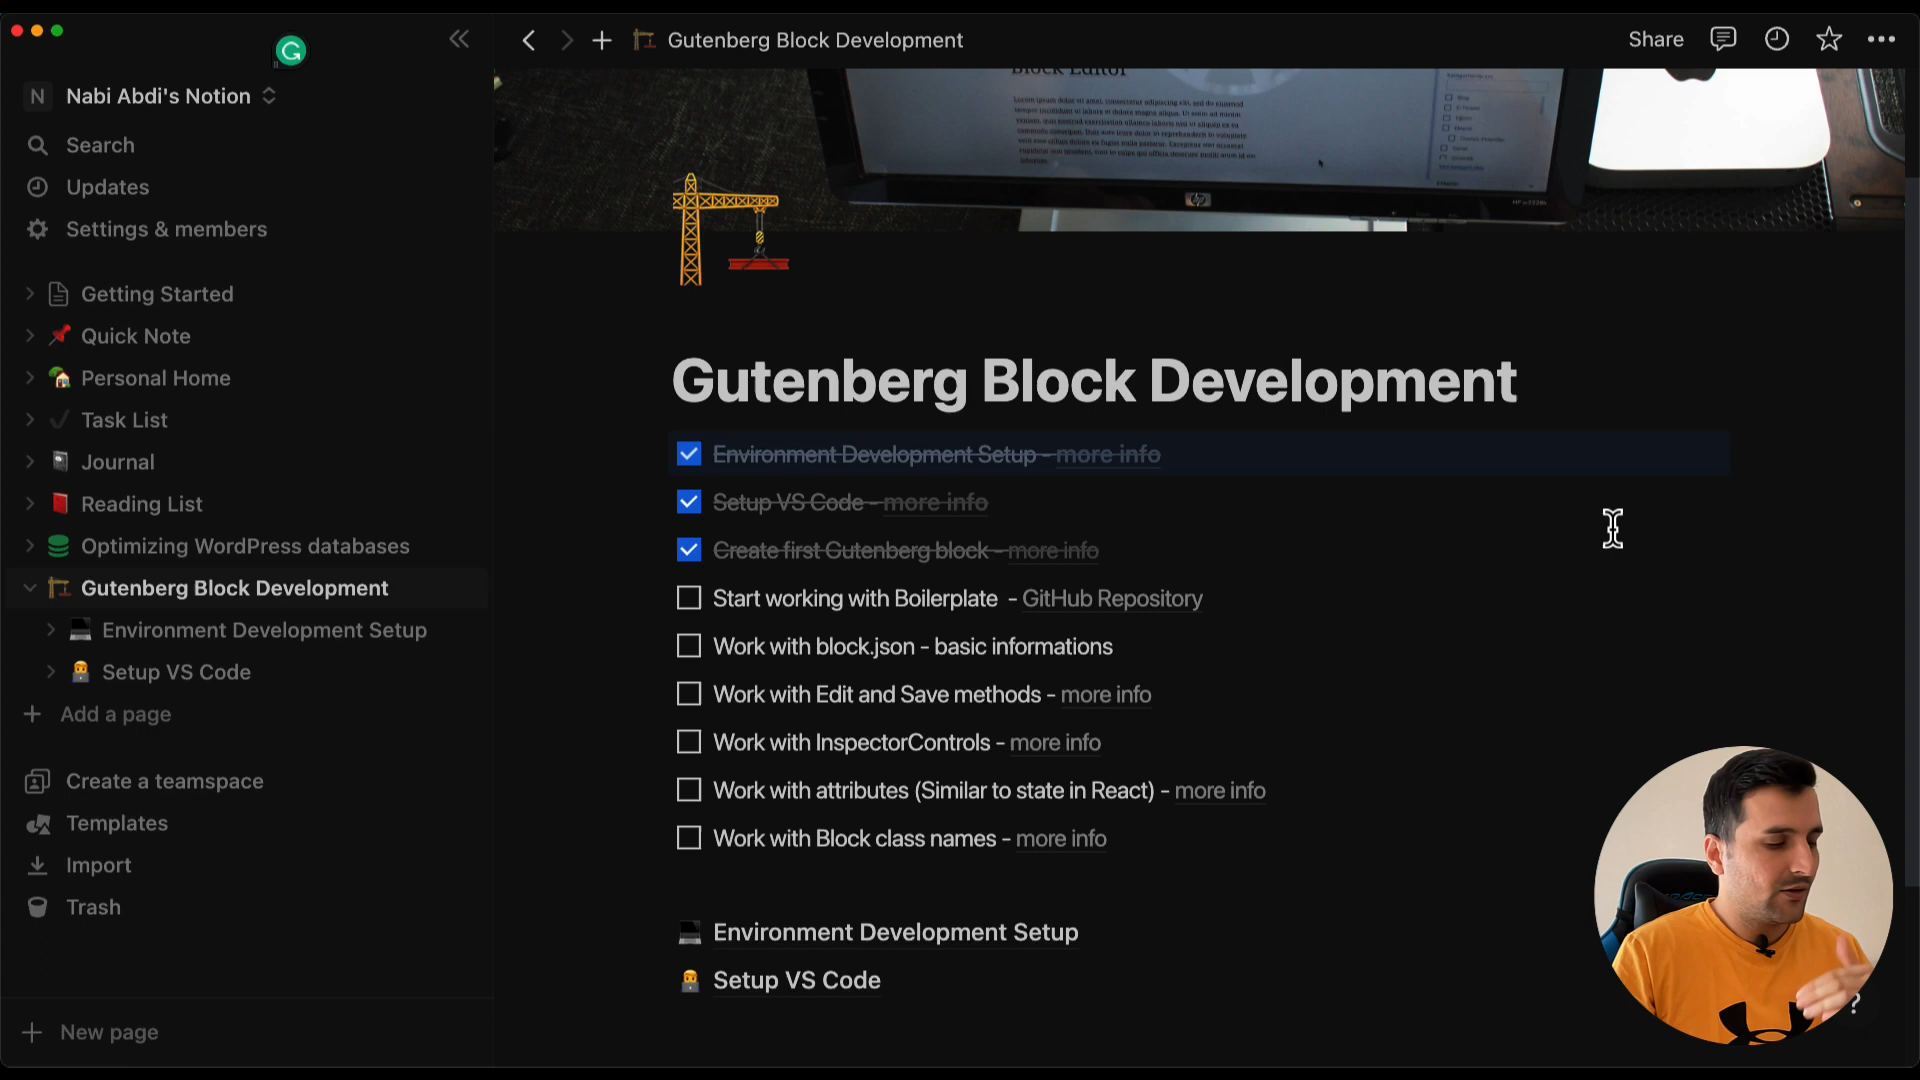 Gutenberg Block Development
Share
N
Nabi Abdi's Notion
Search
Updates
Settings & members
Getting Started
Quick Note
Personal Home
Task List
Journal
Reading List
Optimizing WordPress databases
Gutenberg Block Development
Environment Development Setup
Setup VS Code
Add a page
Create a teamspace
Templates
Import
Trash
New page
Block Editor
hp
Gutenberg Block Development
Environment Development Setup - more info
Setup VS Code - more info
Create first Gutenberg block - more info
Start working with Boilerplate - GitHub Repository
Work with block.json - basic informations
Work with Edit and Save methods - more info
Work with InspectorControls - more info
Work with attributes (Similar to state in React) - more info
Work with Block class names - more info
Environment Development Setup
Setup VS Code
?